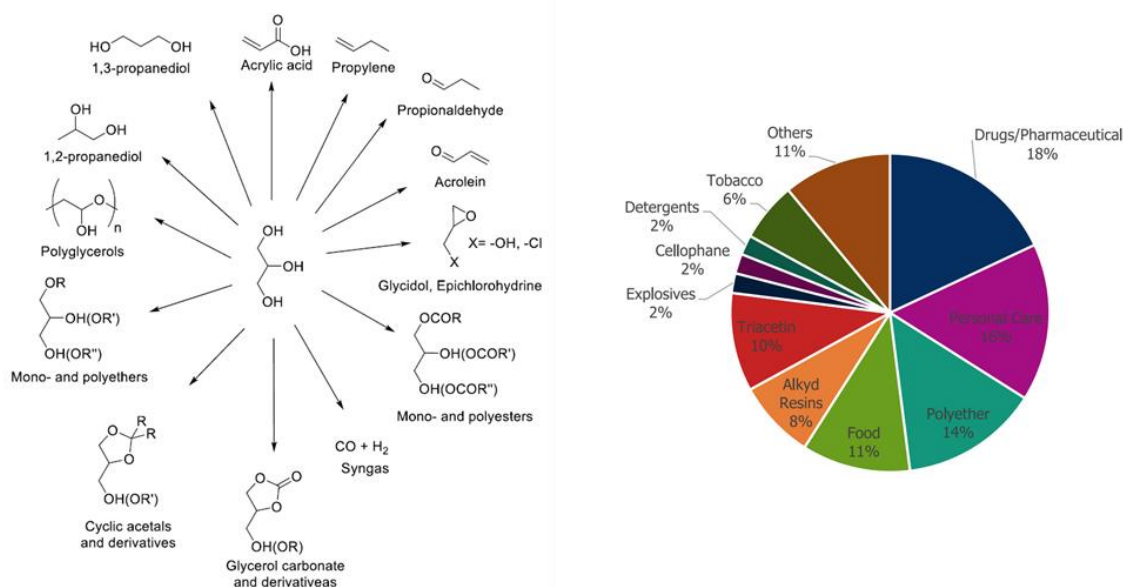 HO
OH
1,3-propanediol
O
OH
Acrylic acid
Propylene
O
Propionaldehyde
OH
OH
1,2-propanediol
O
Acrolein
O
OH
n
Polyglycerols
OH
OH
OH
O
X= -OH, -Cl
X
Glycidol, Epichlorohydrine
OR
OH(OR')
OH(OR")
Mono- and polyethers
OCOR
OH(OCOR')
OH(OCOR")
Mono- and polyesters
R
O
R
O
OH(OR')
Cyclic acetals
and derivatives
O
O
O
OH(OR)
Glycerol carbonate
and derivativeas
CO + H2
Syngas
Others
11%
Drugs/Pharmaceutical
18%
Tobacco
6%
Detergents
2%
Cellophane
2%
Explosives
2%
Triacetin
10%
Personal Care
16%
Alkyd
Resins
8%
Food
11%
Polyether
14%